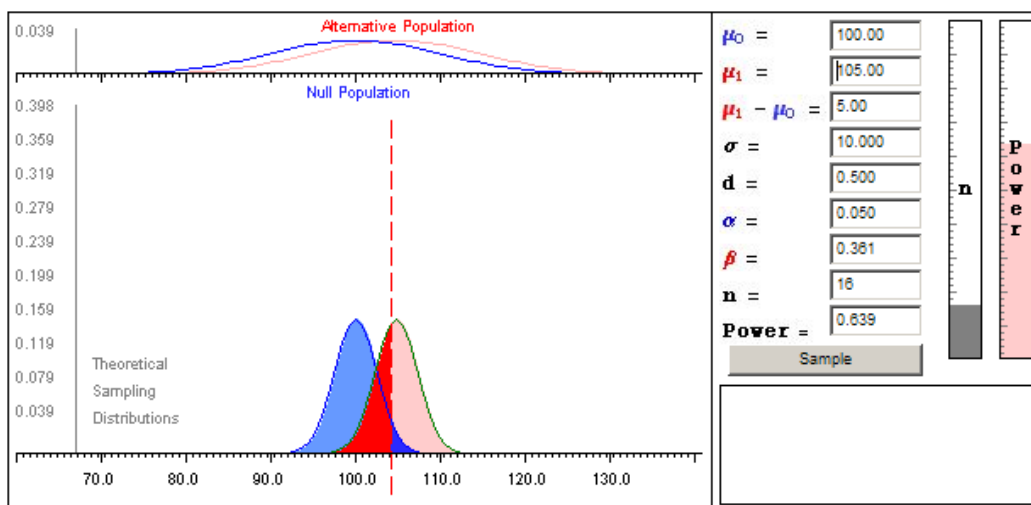 0.039
Alternative Population
Null Population
0.398
0.359
0.319
0.279
0.239
0.199
0.159
0.119
0.079
0.039
Theoretical
Sampling
Distributions
70.0 80.0 90.0 100.0 110.0 120.0 130.0
μ0 = 100.00
μ1 = 105.00
μ1 - μ0 = 5.00
σ = 10.000
d = 0.500
α = 0.050
β = 0.361
n = 16
Power = 0.639
Sample
n
Power